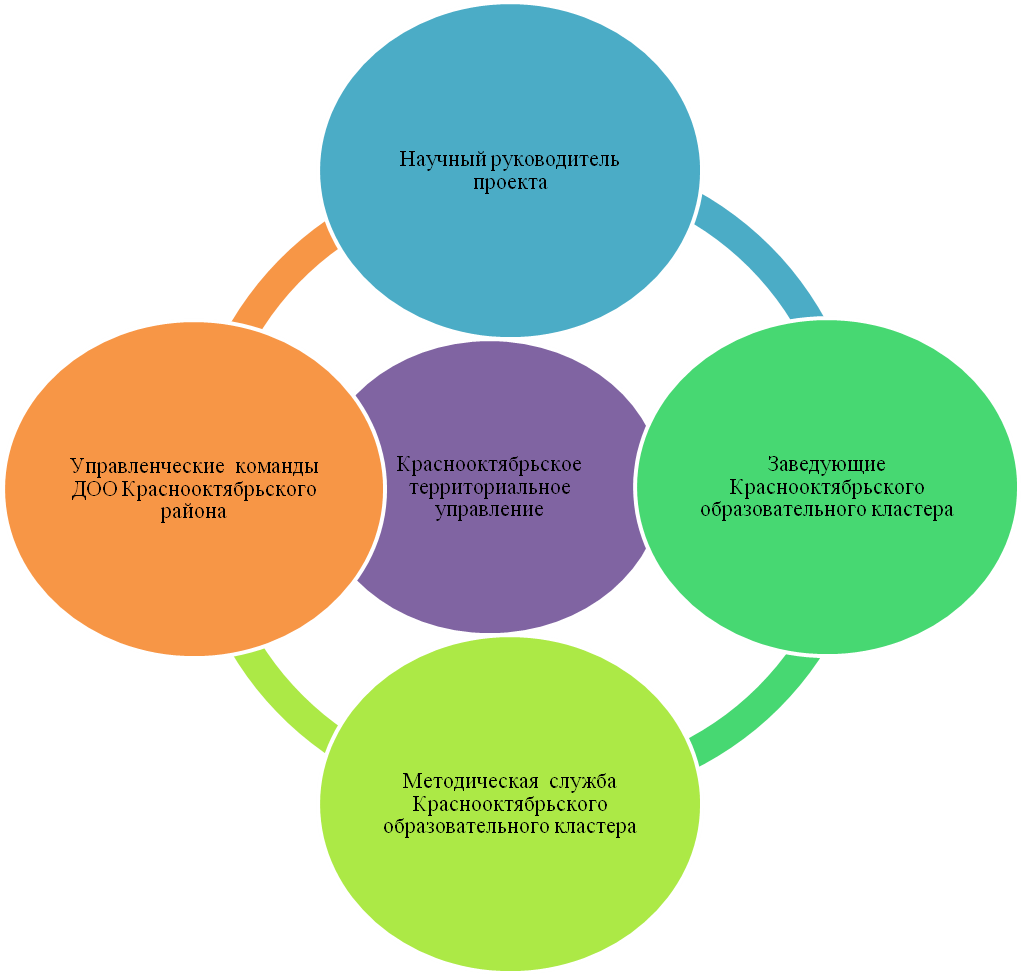 Научный руководитель
проекта
Управленческие команды
ДОО Краснооктябрьского
района
Краснооктябрьское
территориальное
управление
Заведующие
Краснооктябрьского
образовательного кластера
Методическая служба
Краснооктябрьского
образовательного кластера